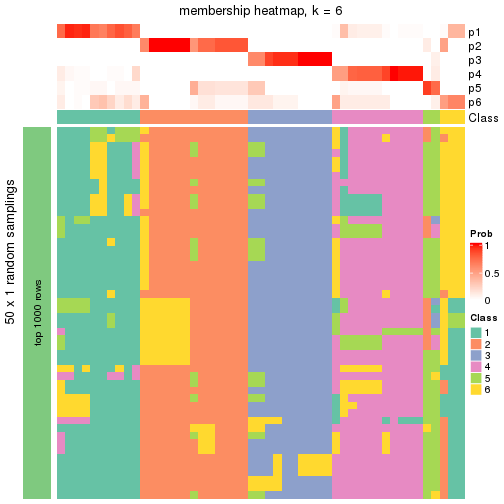 membership heatmap, k = 6
p1
p2
p3
p4
p5
p6
Class
50 x 1 random samplings
top 1000 rows
Prob
1
0.5
0
Class
1
2
3
4
5
6